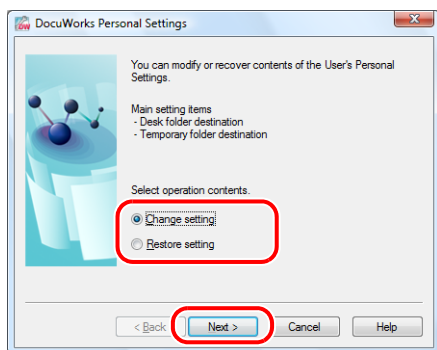 DocuWorks Personal Settings
You can modify or recover contents of the User's Personal
Settings.
Main setting items
- Desk folder destination
- Temporary folder destination
Select operation contents.
Change setting
Restore setting
< Back Next > Cancel Help